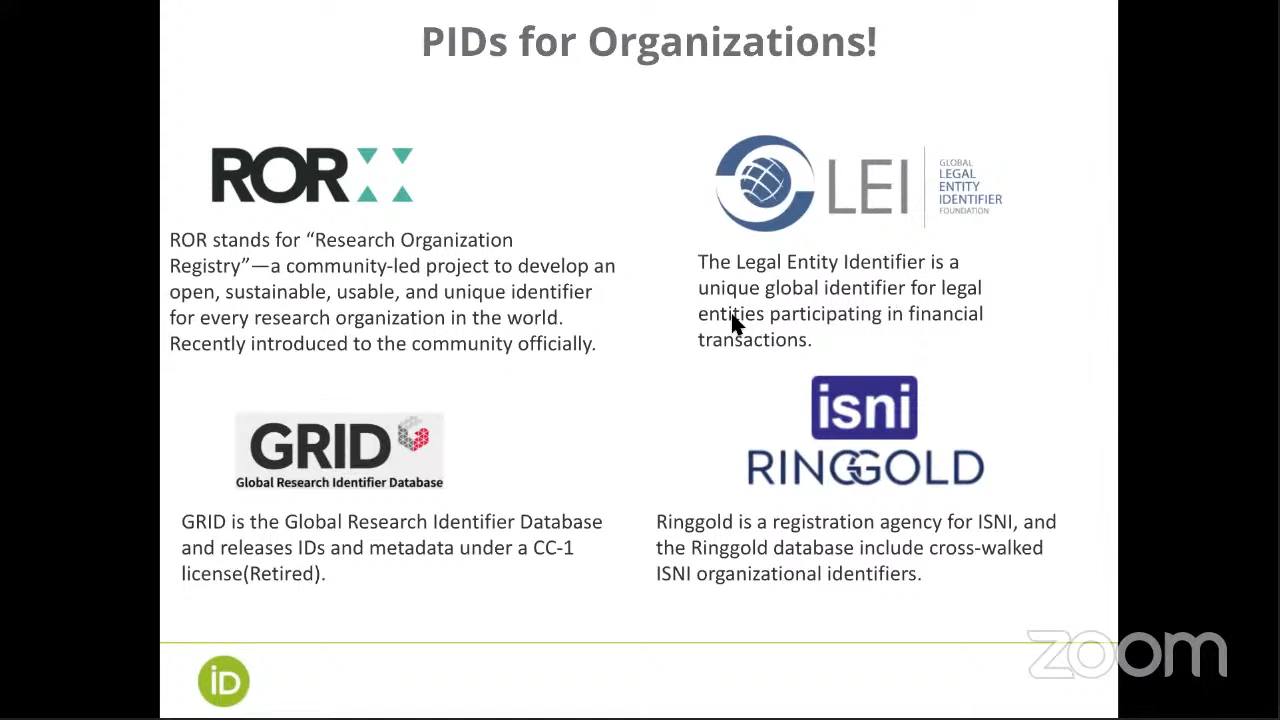 PIDs for Organizations!
ROR
ROR stands for “Research Organization
Registry”—a community-led project to develop an
open, sustainable, usable, and unique identifier
for every research organization in the world.
Recently introduced to the community officially.
LEI
GLOBAL
LEGAL
ENTITY
IDENTIFIER
FOUNDATION
The Legal Entity Identifier is a
unique global identifier for legal
entities participating in financial
transactions.
GRID
Global Research Identifier Database
GRID is the Global Research Identifier Database
and releases IDs and metadata under a CC-1
license(Retired).
isni
RINGGOLD
Ringgold is a registration agency for ISNI, and
the Ringgold database include cross-walked
ISNI organizational identifiers.
iD
zoom